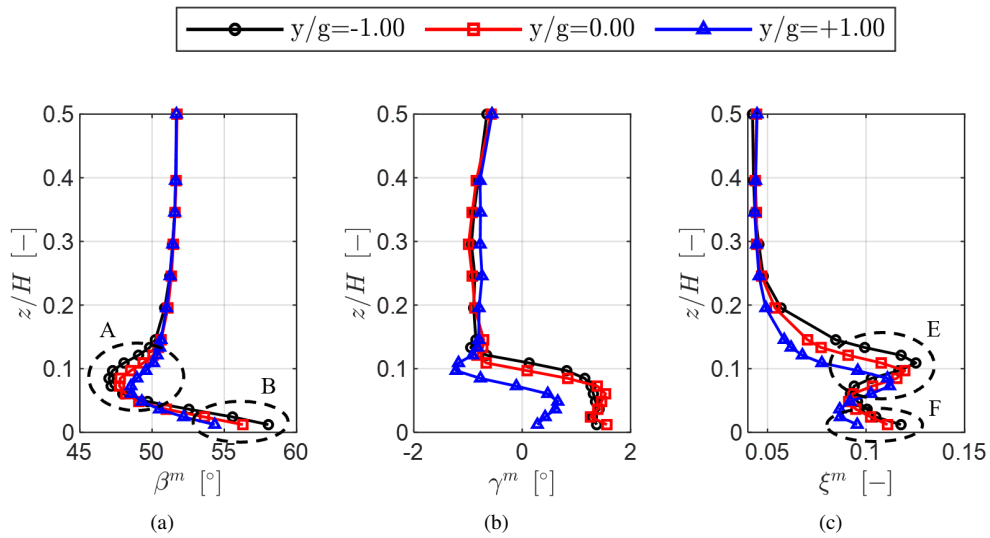 y/g=-1.00 y/g=0.00 y/g=+1.00
0.5 0.5 0.5
0.4 0.4 0.4
0.3 0.3 0.3
0.2 0.2 0.2
0.1 0.1 0.1
0 0 0
z/H [−] z/H [−] z/H [−]
A B E F
45 50 55 60 -2 0 2 0.05 0.1 0.15
β^m [°] γ^m [°] ξ^m [−]
(a) (b) (c)